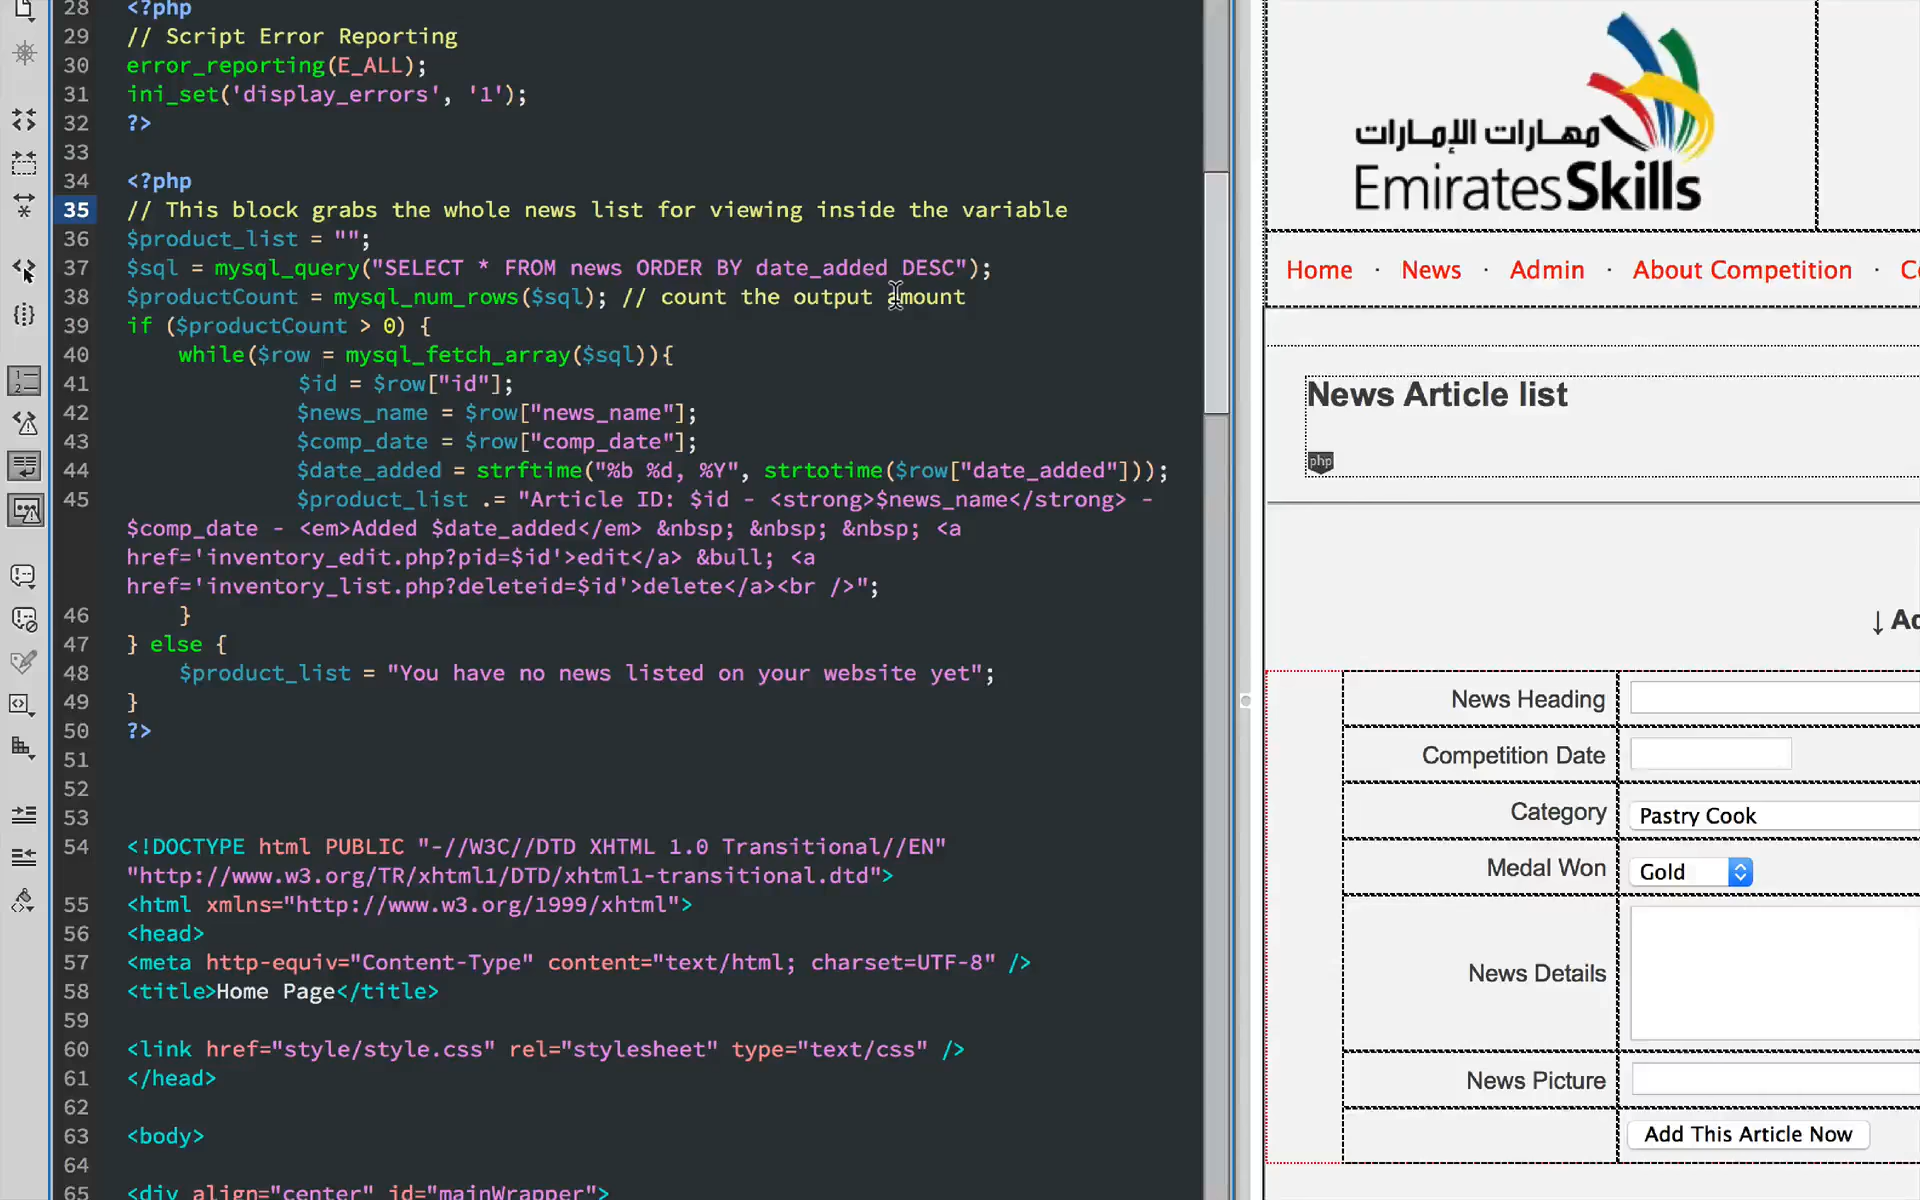 28 <?php
29 // Script Error Reporting
30 error_reporting(E_ALL);
31 ini_set('display_errors', '1');
32 ?>
33
34 <?php
35 // This block grabs the whole news list for viewing inside the variable
36 $product_list = "";
37 $sql = mysql_query("SELECT * FROM news ORDER BY date_added DESC");
38 $productCount = mysql_num_rows($sql); // count the output amount
39 if ($productCount > 0) {
40 while($row = mysql_fetch_array($sql)){
41 $id = $row["id"];
42 $news_name = $row["news_name"];
43 $comp_date = $row["comp_date"];
44 $date_added = strftime("%b %d, %Y", strtotime($row["date_added"]));
45 $product_list .= "Article ID: $id - <strong>$news_name</strong> -
$comp_date - <em>Added $date_added</em> &nbsp; &nbsp; &nbsp; <a
href='inventory_edit.php?pid=$id'>edit</a> &bull; <a
href='inventory_list.php?deleteid=$id'>delete</a><br />";
46 }
47 } else {
48 $product_list = "You have no news listed on your website yet";
49 }
50 ?>
51
52
53
54 <!DOCTYPE html PUBLIC "-//W3C//DTD XHTML 1.0 Transitional//EN"
"http://www.w3.org/TR/xhtml1/DTD/xhtml1-transitional.dtd">
55 <html xmlns="http://www.w3.org/1999/xhtml">
56 <head>
57 <meta http-equiv="Content-Type" content="text/html; charset=UTF-8" />
58 <title>Home Page</title>
59
60 <link href="style/style.css" rel="stylesheet" type="text/css" />
61 </head>
62
63 <body>
64
65 <div align="center" id="mainWrapper">
مهارات الإمارات
EmiratesSkills
Home · News · Admin · About Competition ·
News Article list
php
↓
News Heading
Competition Date
Category Pastry Cook
Medal Won Gold
News Details
News Picture
Add This Article Now